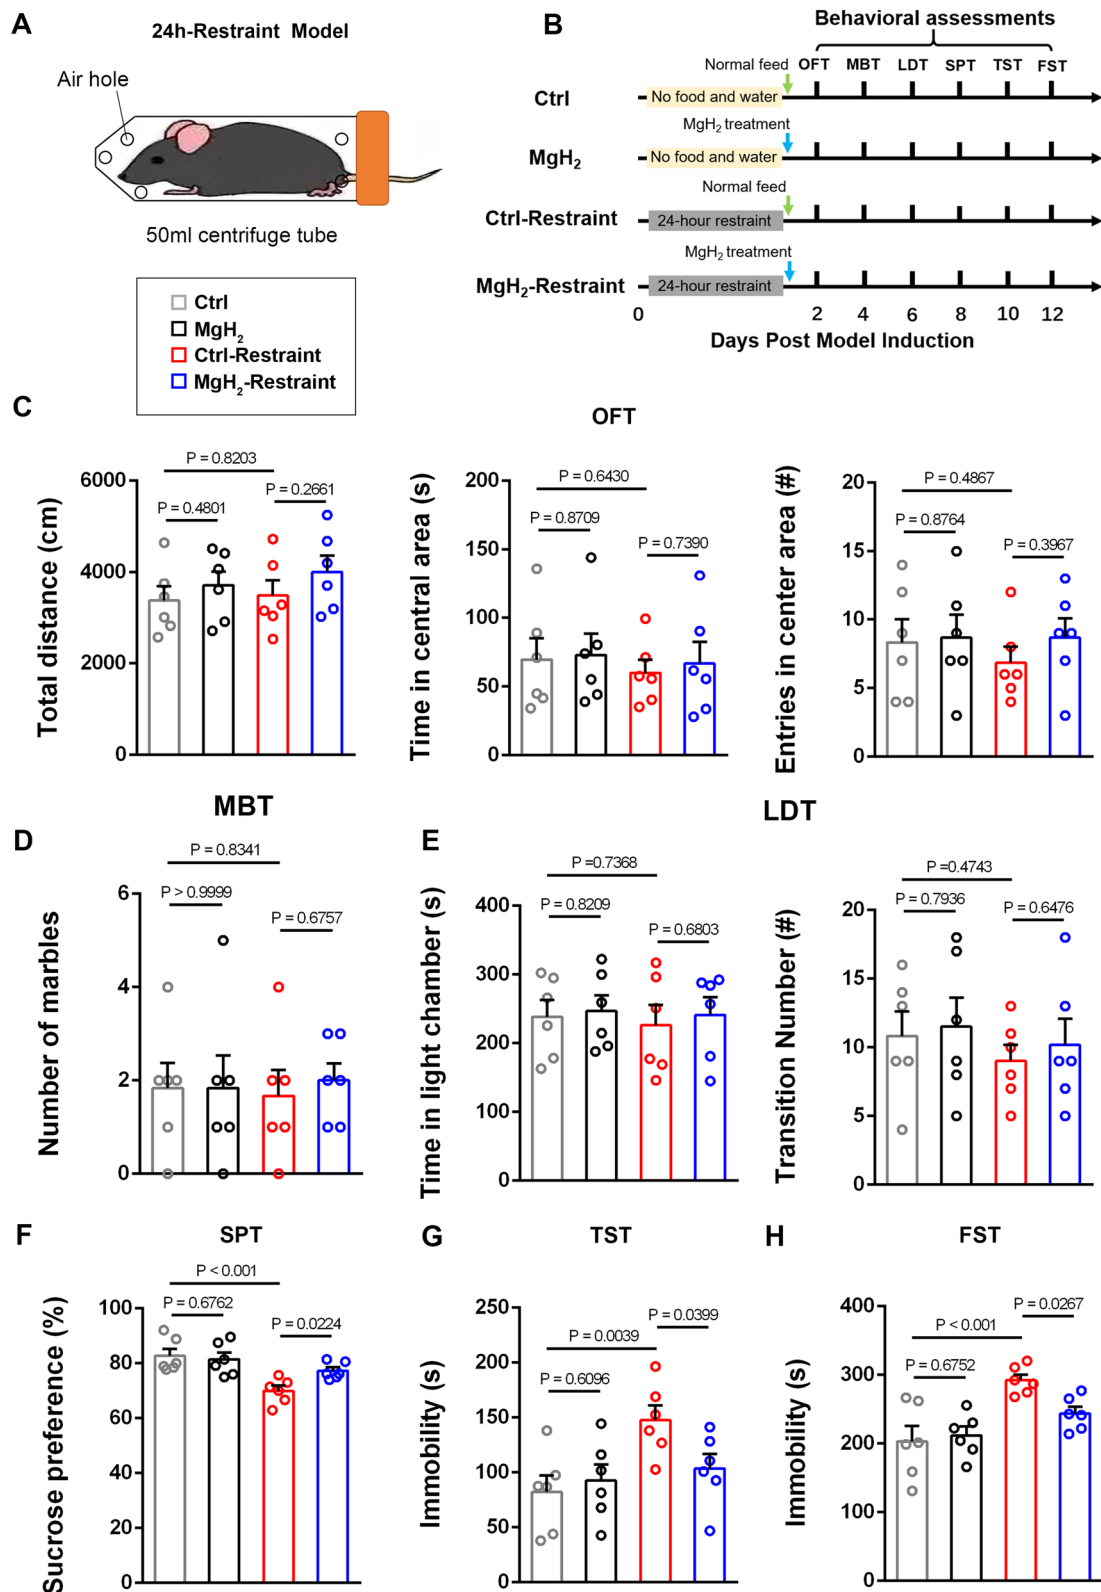 A
24h-Restraint Model
Air hole
50ml centrifuge tube
Ctrl
MgH2
Ctrl-Restraint
MgH2-Restraint
B
Behavioral assessments
Normal feed
OFT MBT LDT SPT TST FST
Ctrl
No food and water
MgH2 treatment
MgH2
No food and water
Normal feed
Ctrl-Restraint
24-hour restraint
MgH2 treatment
MgH2-Restraint
24-hour restraint
0 2 4 6 8 10 12
Days Post Model Induction
C
OFT
Total distance (cm)
6000
4000
2000
0
P = 0.8203
P = 0.4801
P = 0.2661
Time in central area (s)
200
150
100
50
0
P = 0.6430
P = 0.8709
P = 0.7390
Entries in center area (#)
20
15
10
5
0
P = 0.4867
P = 0.8764
P = 0.3967
D
MBT
Number of marbles
6
4
2
0
P = 0.8341
P > 0.9999
P = 0.6757
E
LDT
Time in light chamber (s)
400
300
200
100
0
P =0.7368
P = 0.8209
P = 0.6803
Transition Number (#)
20
15
10
5
0
P =0.4743
P = 0.7936
P = 0.6476
F
SPT
Sucrose preference (%)
100
80
60
40
20
0
P < 0.001
P = 0.6762
P = 0.0224
G
TST
Immobility (s)
250
200
150
100
50
0
P = 0.0399
P = 0.0039
P = 0.6096
H
FST
Immobility (s)
400
300
200
100
0
P = 0.0267
P < 0.001
P = 0.6752